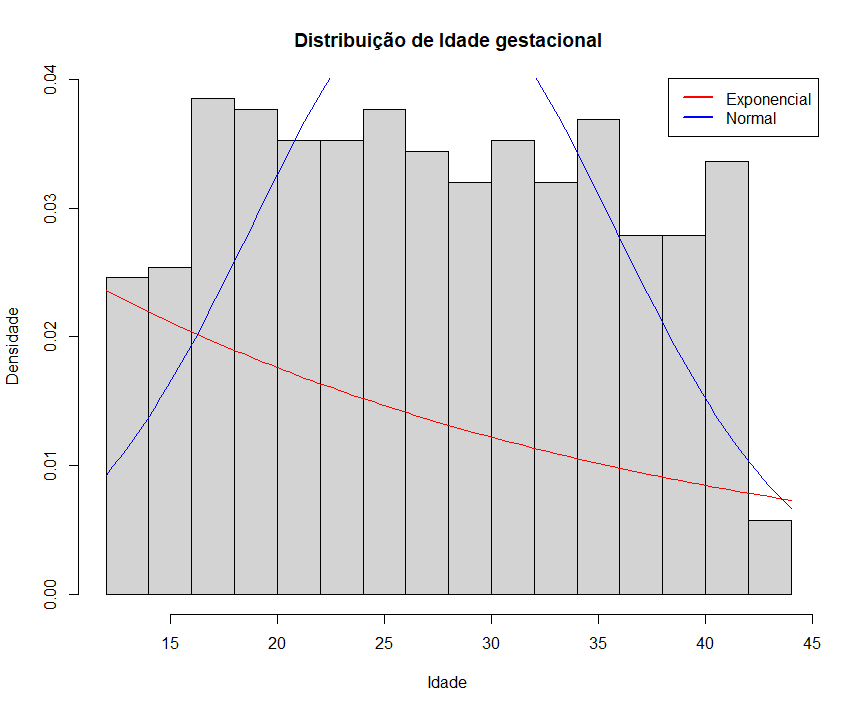 Distribuição de Idade gestacional
Exponencial
Normal
Densidade
0.04
0.03
0.02
0.01
0.00
15 20 25 30 35 40 45
Idade